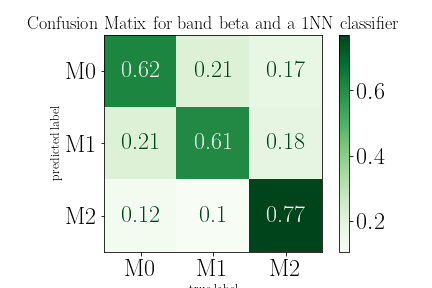 Confusion Matix for band beta and a 1NN classifier
M0 0.62 0.21 0.17
M1 0.21 0.61 0.18
M2 0.12 0.1 0.77
M0 M1 M2
predicted label
true label
0.6
0.4
0.2